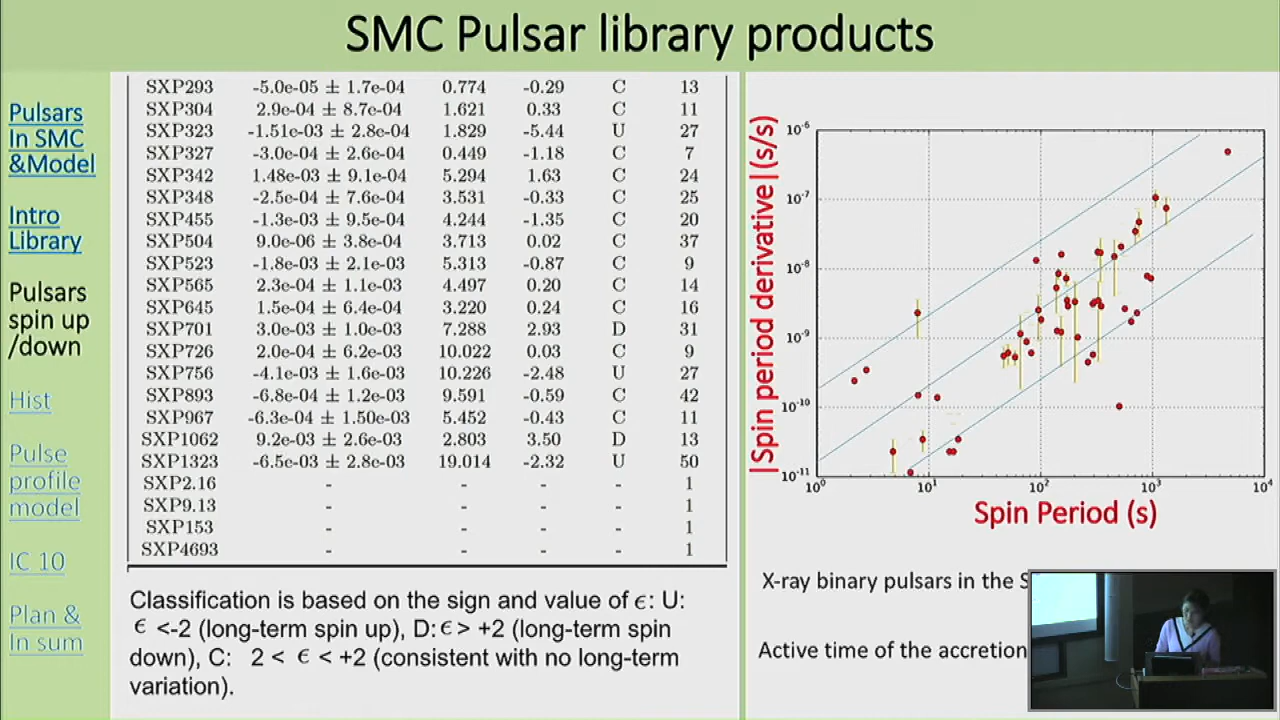 SMC Pulsar library products
Pulsars
In SMC
&Model
Intro
Library
Pulsars
spin up
/down
Hist
Pulse
profile
model
IC 10
Plan &
In sum
SXP293 -5.0e-05 ± 1.7e-04 0.774 -0.29 C 13
SXP304 2.9e-04 ± 8.7e-04 1.621 0.33 C 11
SXP323 -1.51e-03 ± 2.8e-04 1.829 -5.44 U 27
SXP327 -3.0e-04 ± 2.6e-04 0.449 -1.18 C 7
SXP342 1.48e-03 ± 9.1e-04 5.294 1.63 C 24
SXP348 -2.5e-04 ± 7.6e-04 3.531 -0.33 C 25
SXP455 -1.3e-03 ± 9.5e-04 4.244 -1.35 C 20
SXP504 9.0e-06 ± 3.8e-04 3.713 0.02 C 37
SXP523 -1.8e-03 ± 2.1e-03 5.313 -0.87 C 9
SXP565 2.3e-04 ± 1.1e-03 4.497 0.20 C 14
SXP645 1.5e-04 ± 6.4e-04 3.220 0.24 C 16
SXP701 3.0e-03 ± 1.0e-03 7.288 2.93 D 31
SXP726 2.0e-04 ± 6.2e-03 10.022 0.03 C 9
SXP756 -4.1e-03 ± 1.6e-03 10.226 -2.48 U 27
SXP893 -6.8e-04 ± 1.2e-03 9.591 -0.59 C 42
SXP967 -6.3e-04 ± 1.50e-03 5.452 -0.43 C 11
SXP1062 9.2e-03 ± 2.6e-03 2.803 3.50 D 13
SXP1323 -6.5e-03 ± 2.8e-03 19.014 -2.32 U 50
SXP2.16 - - - - 1
SXP9.13 - - - - 1
SXP153 - - - - 1
SXP4693 - - - - 1
Classification is based on the sign and value of ϵ: U:
ϵ <-2 (long-term spin up), D: ϵ > +2 (long-term spin
down), C: 2 < ϵ < +2 (consistent with no long-term
variation).
|Spin period derivative| (s/s)
10⁻⁶
10⁻⁷
10⁻⁸
10⁻⁹
10⁻¹⁰
10⁻¹¹
10⁰ 10¹ 10² 10³ 10⁴
Spin Period (s)
X-ray binary pulsars in the S
Active time of the accretion